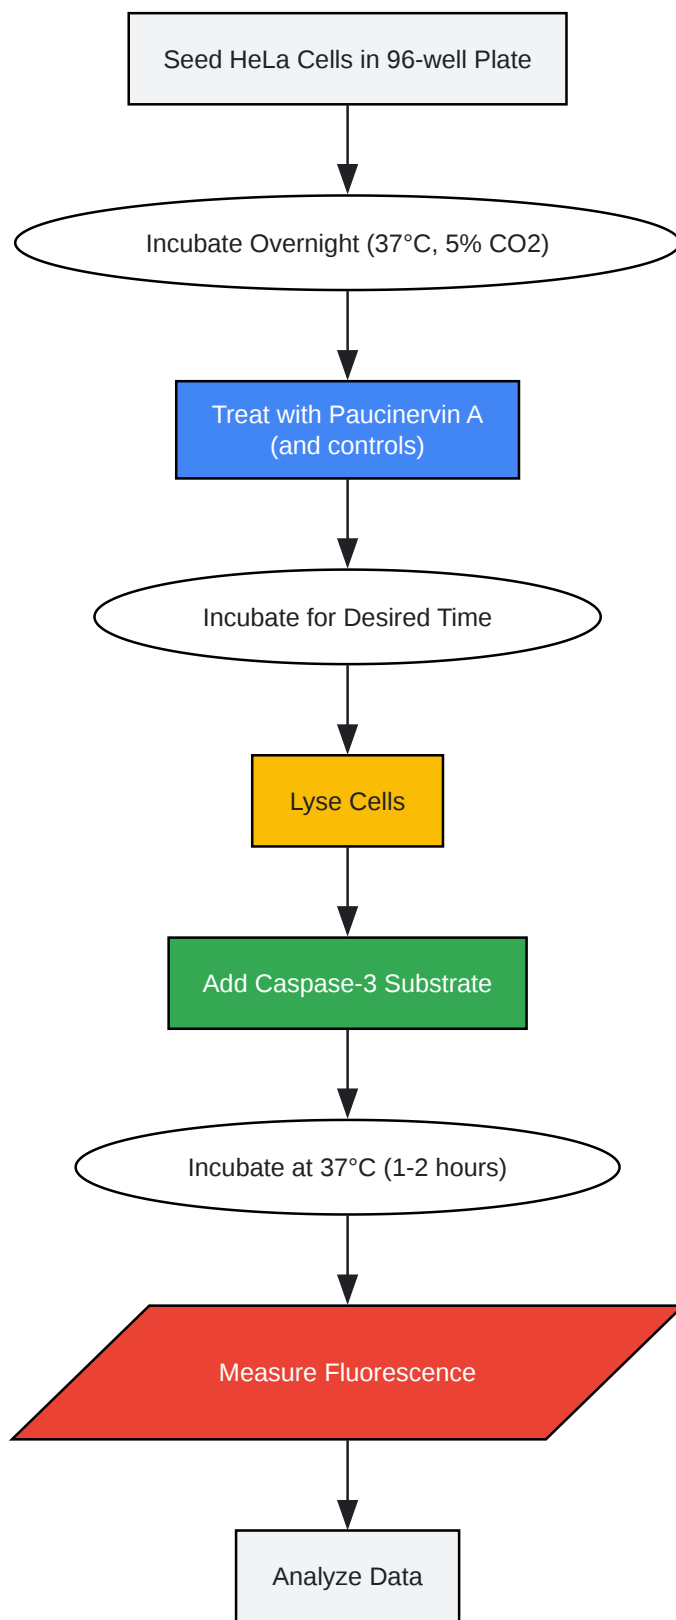 Seed HeLa Cells in 96-well Plate
Incubate Overnight (37°C, 5% CO2)
Treat with Paucinervin A
(and controls)
Incubate for Desired Time
Lyse Cells
Add Caspase-3 Substrate
Incubate at 37°C (1-2 hours)
Measure Fluorescence
Analyze Data